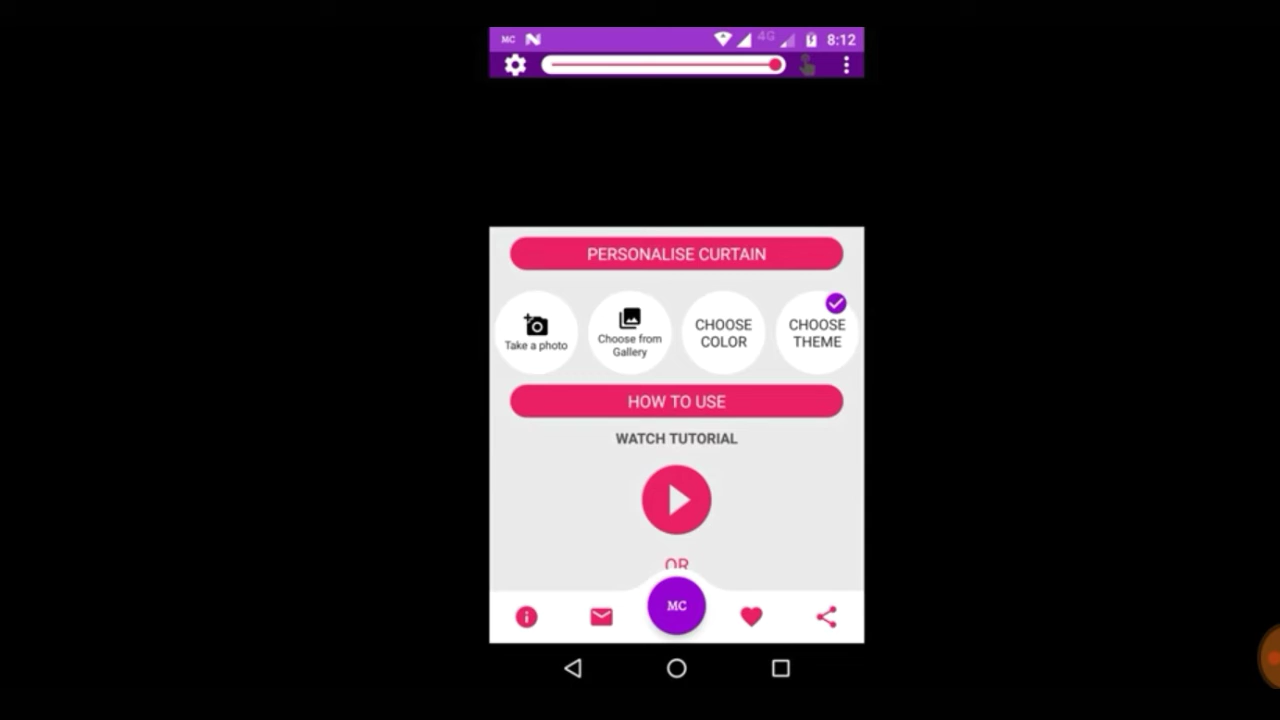 MC 4G 8:12
PERSONALISE CURTAIN
Take a photo
Choose from
Gallery
CHOOSE
COLOR
CHOOSE
THEME
HOW TO USE
WATCH TUTORIAL
OR
MC